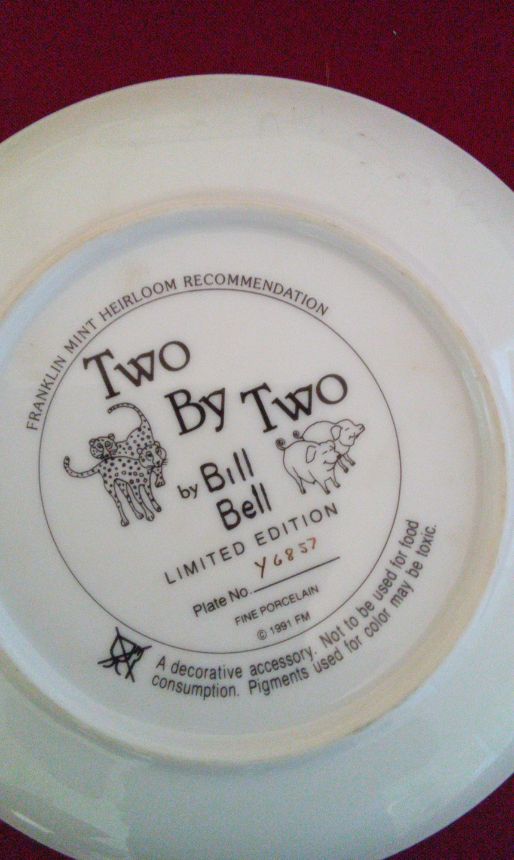 FRANKLIN MINT HEIRLOOM RECOMMENDATION
Two
By Two
by Bill
Bell
LIMITED EDITION
Plate No. Y6857
FINE PORCELAIN
© 1991 FM
A decorative accessory. Not to be used for food
consumption. Pigments used for color may be toxic.